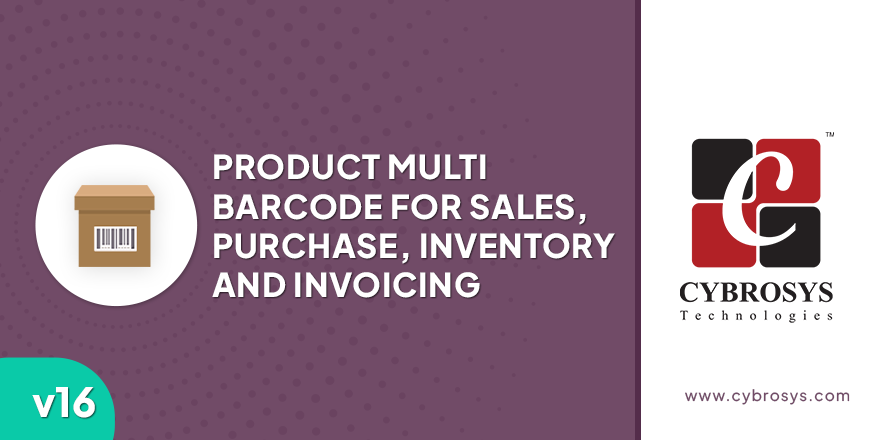 PRODUCT MULTI
BARCODE FOR SALES,
PURCHASE, INVENTORY
AND INVOICING
v16
TM
C
CYBROSYS
Technologies
www.cybrosys.com